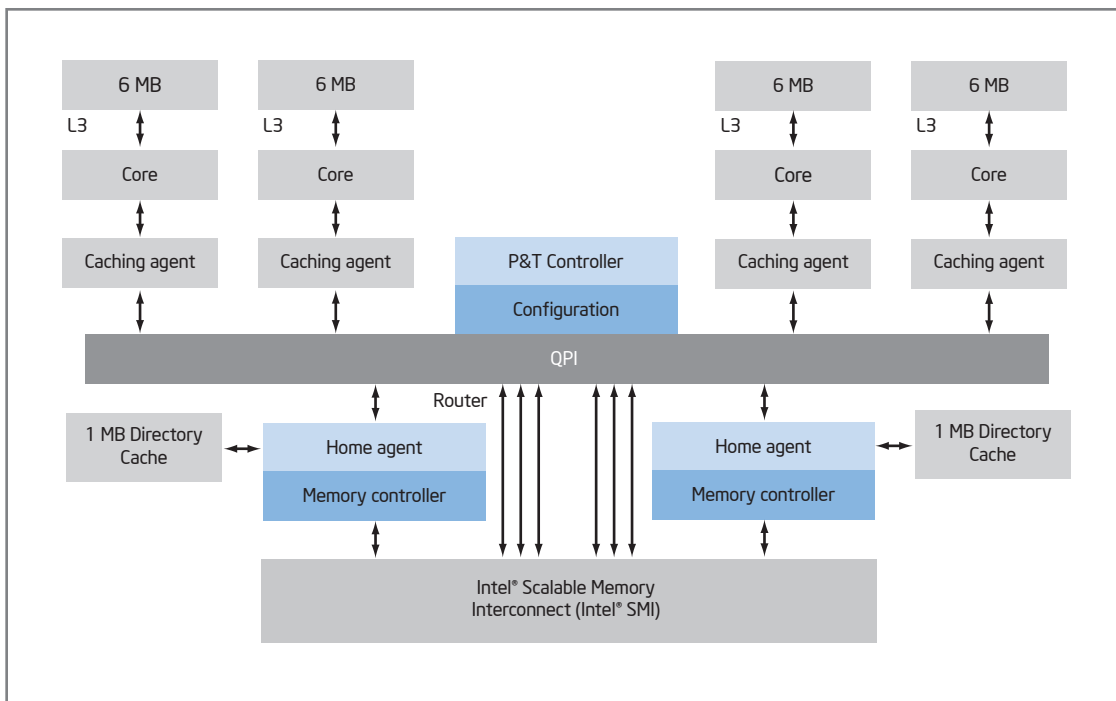 6 MB
6 MB
6 MB
6 MB
L3
L3
L3
L3
Core
Core
Core
Core
Caching agent
Caching agent
P&T Controller
Caching agent
Caching agent
Configuration
QPI
Router
1 MB Directory
Cache
Home agent
Home agent
1 MB Directory
Cache
Memory controller
Memory controller
Intel® Scalable Memory
Interconnect (Intel® SMI)